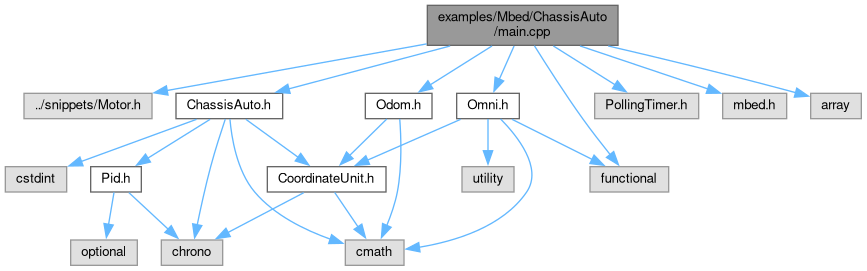 examples/Mbed/ChassisAuto
/main.cpp
../snippets/Motor.h
ChassisAuto.h
Odom.h
Omni.h
PollingTimer.h
mbed.h
array
cstdint
Pid.h
CoordinateUnit.h
utility
functional
optional
chrono
cmath